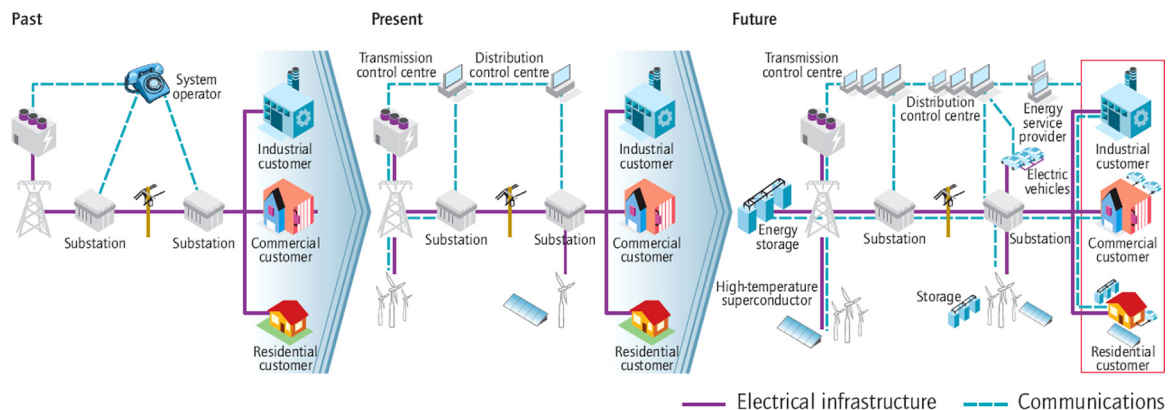 Past
System
operator
Industrial
customer
Substation
Substation
Commercial
customer
Residential
customer
Present
Transmission
control centre
Distribution
control centre
Industrial
customer
Substation
Substation
Commercial
customer
Residential
customer
Future
Transmission
control centre
Distribution
control centre
Energy
service
provider
Industrial
customer
Electric
vehicles
Energy
storage
Substation
Substation
Commercial
customer
High-temperature
superconductor
Storage
Residential
customer
Electrical infrastructure
Communications